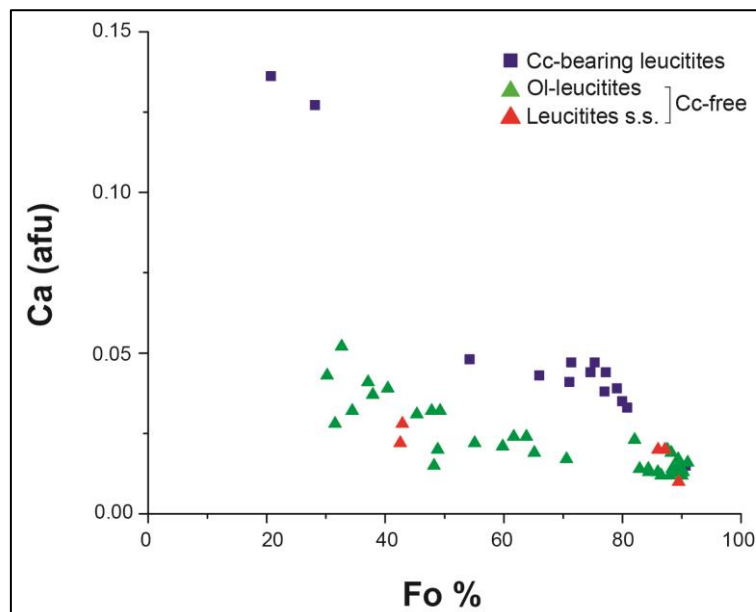 0.15
Cc-bearing leucitites
Ol-leucitites
Leucitites s.s.
Cc-free
0.10
Ca (afu)
0.05
0.00
0 20 40 60 80 100
Fo %